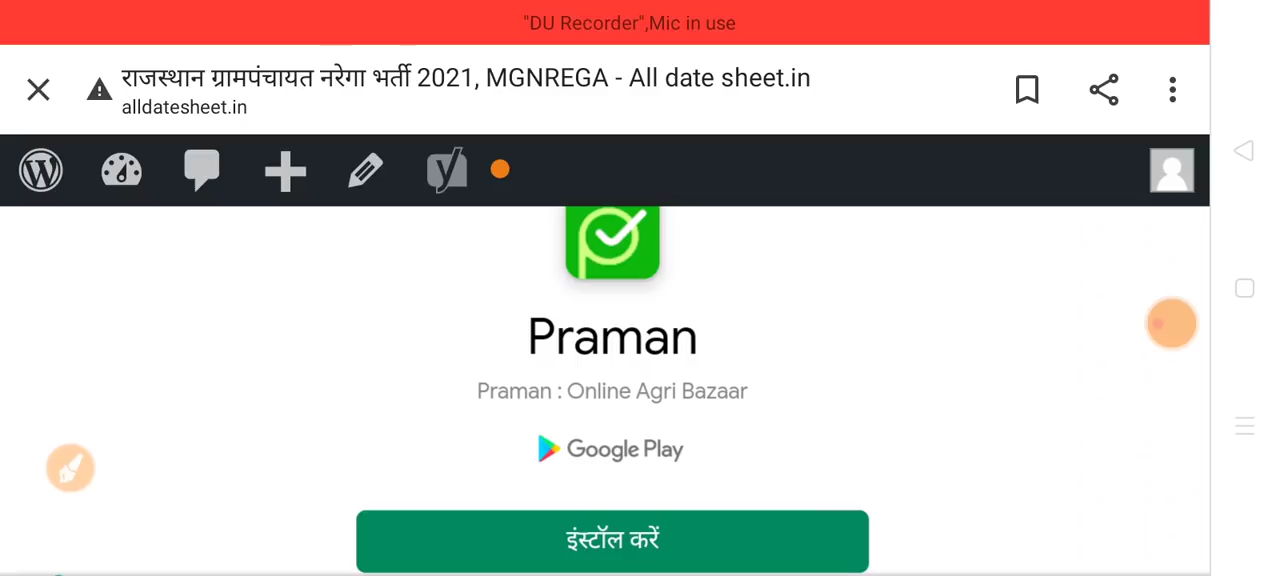 "DU Recorder",Mic in use
राजस्थान ग्रामपंचायत नरेगा भर्ती 2021, MGNREGA - All date sheet.in
alldatesheet.in
Praman
Praman : Online Agri Bazaar
Google Play
इंस्टॉल करें